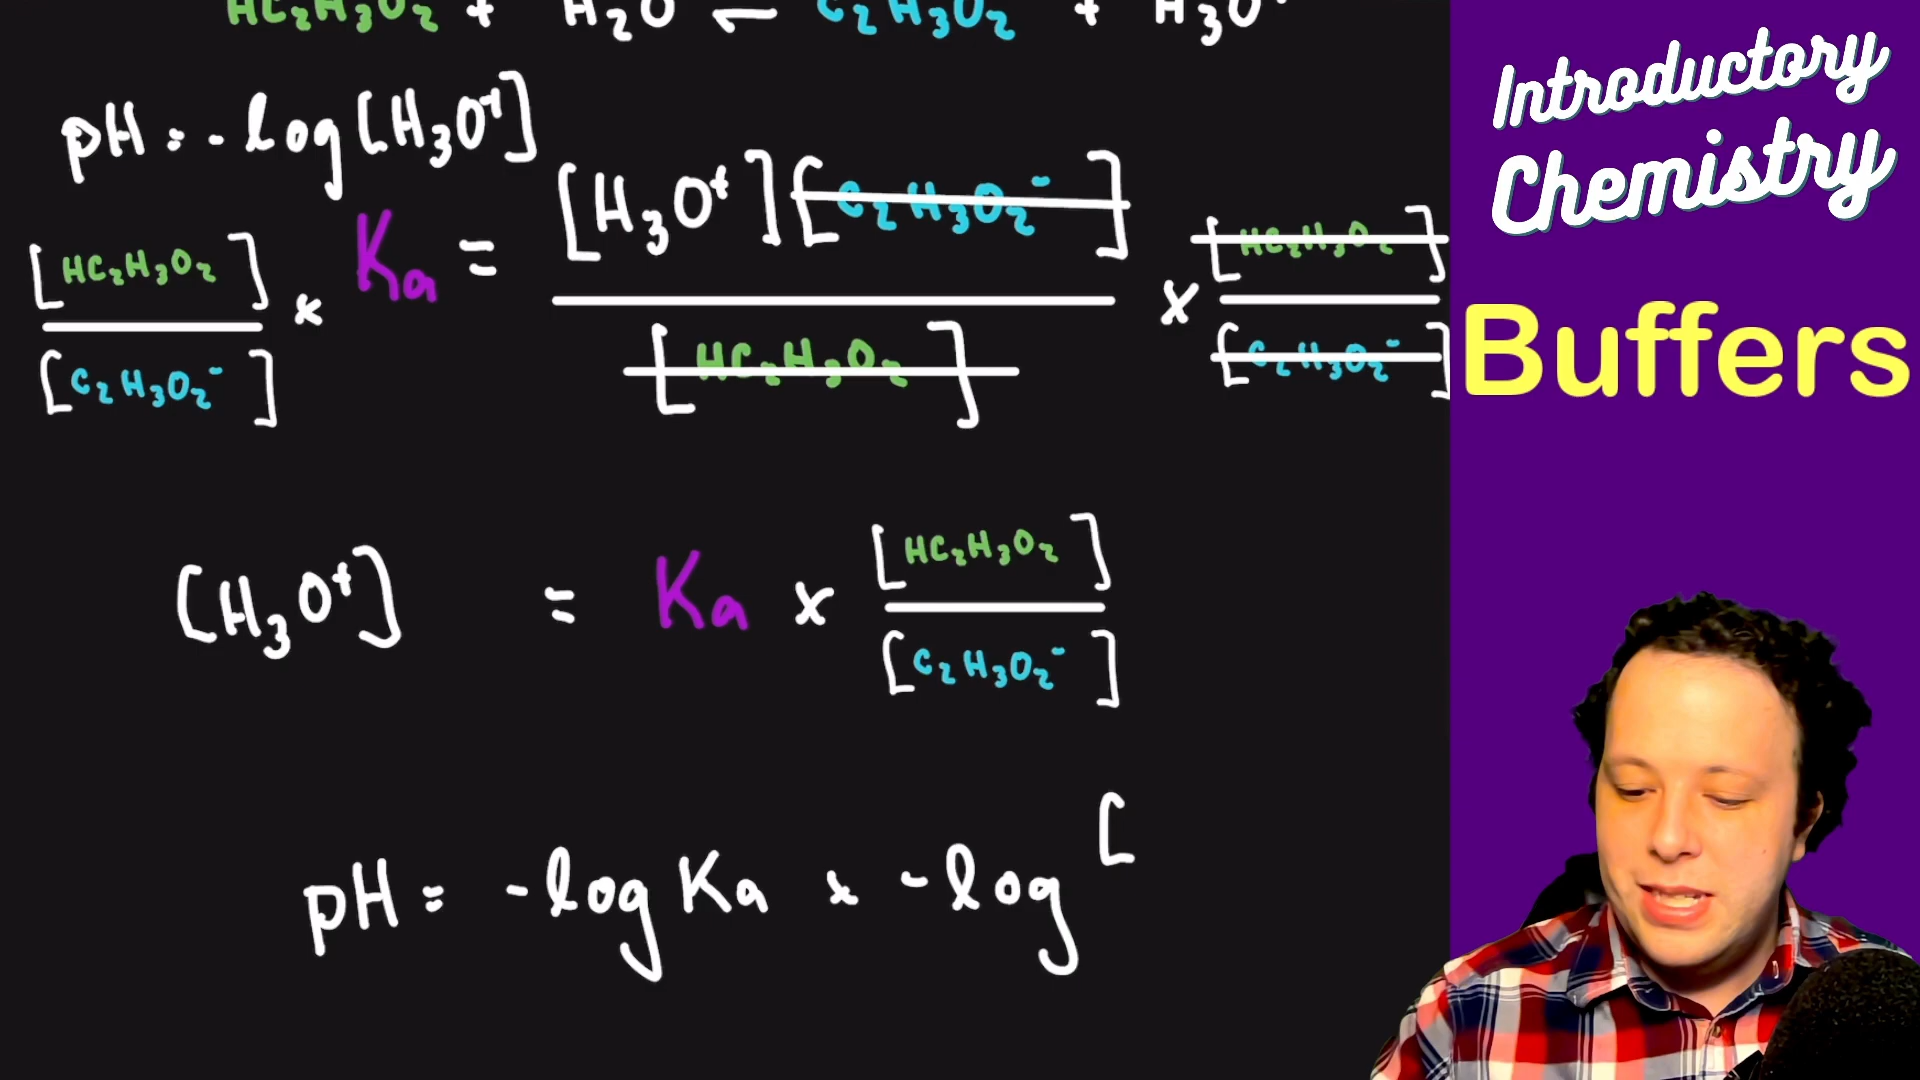 HC₂H₃O₂ + H₂O ⇌ C₂H₃O₂ + H₃O⁺
pH = -log[H₃O⁺]
[HC₂H₃O₂] / [C₂H₃O₂⁻] x Ka = [H₃O⁺][C₂H₃O₂⁻] / [HC₂H₃O₂] x [HC₂H₃O₂] / [C₂H₃O₂⁻]
[H₃O⁺] = Ka x [HC₂H₃O₂] / [C₂H₃O₂⁻]
pH = -log Ka x -log [
Introductory
Chemistry
Buffers